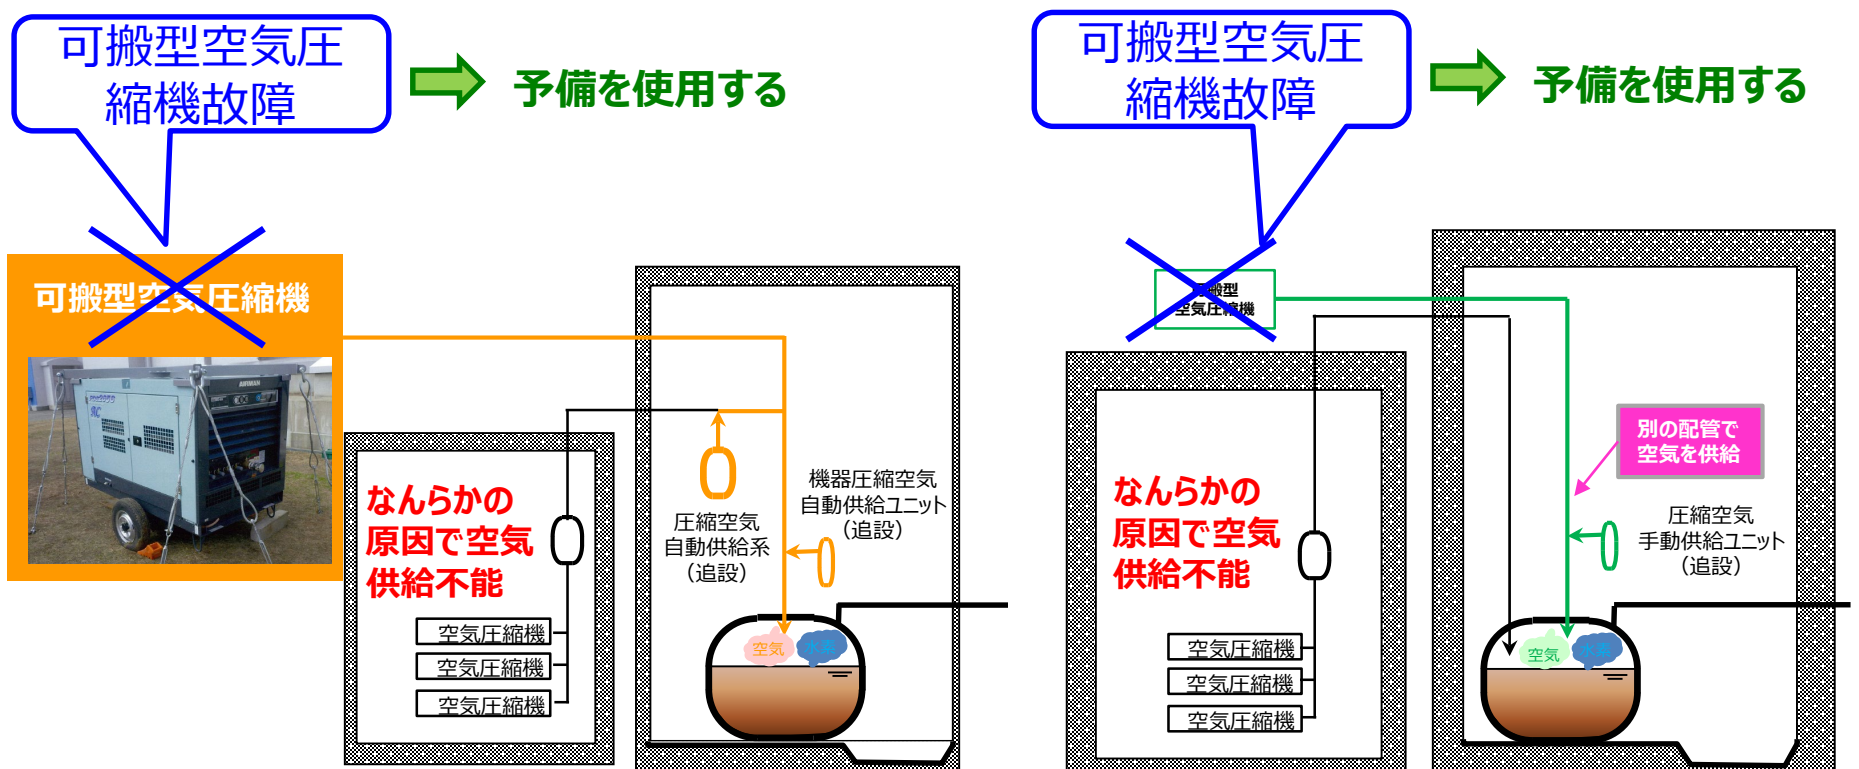 可搬型空気圧
縮機故障
予備を使用する
可搬型空気圧縮機
AIRMAN
なんらかの
原因で空気
供給不能
空気圧縮機
空気圧縮機
空気圧縮機
圧縮空気
自動供給系
（追設）
機器圧縮空気
自動供給ユニット
（追設）
空気
水素
可搬型空気圧
縮機故障
予備を使用する
可搬型
空気圧縮機
なんらかの
原因で空気
供給不能
空気圧縮機
空気圧縮機
空気圧縮機
別の配管で
空気を供給
圧縮空気
手動供給ユニット
（追設）
空気
水素